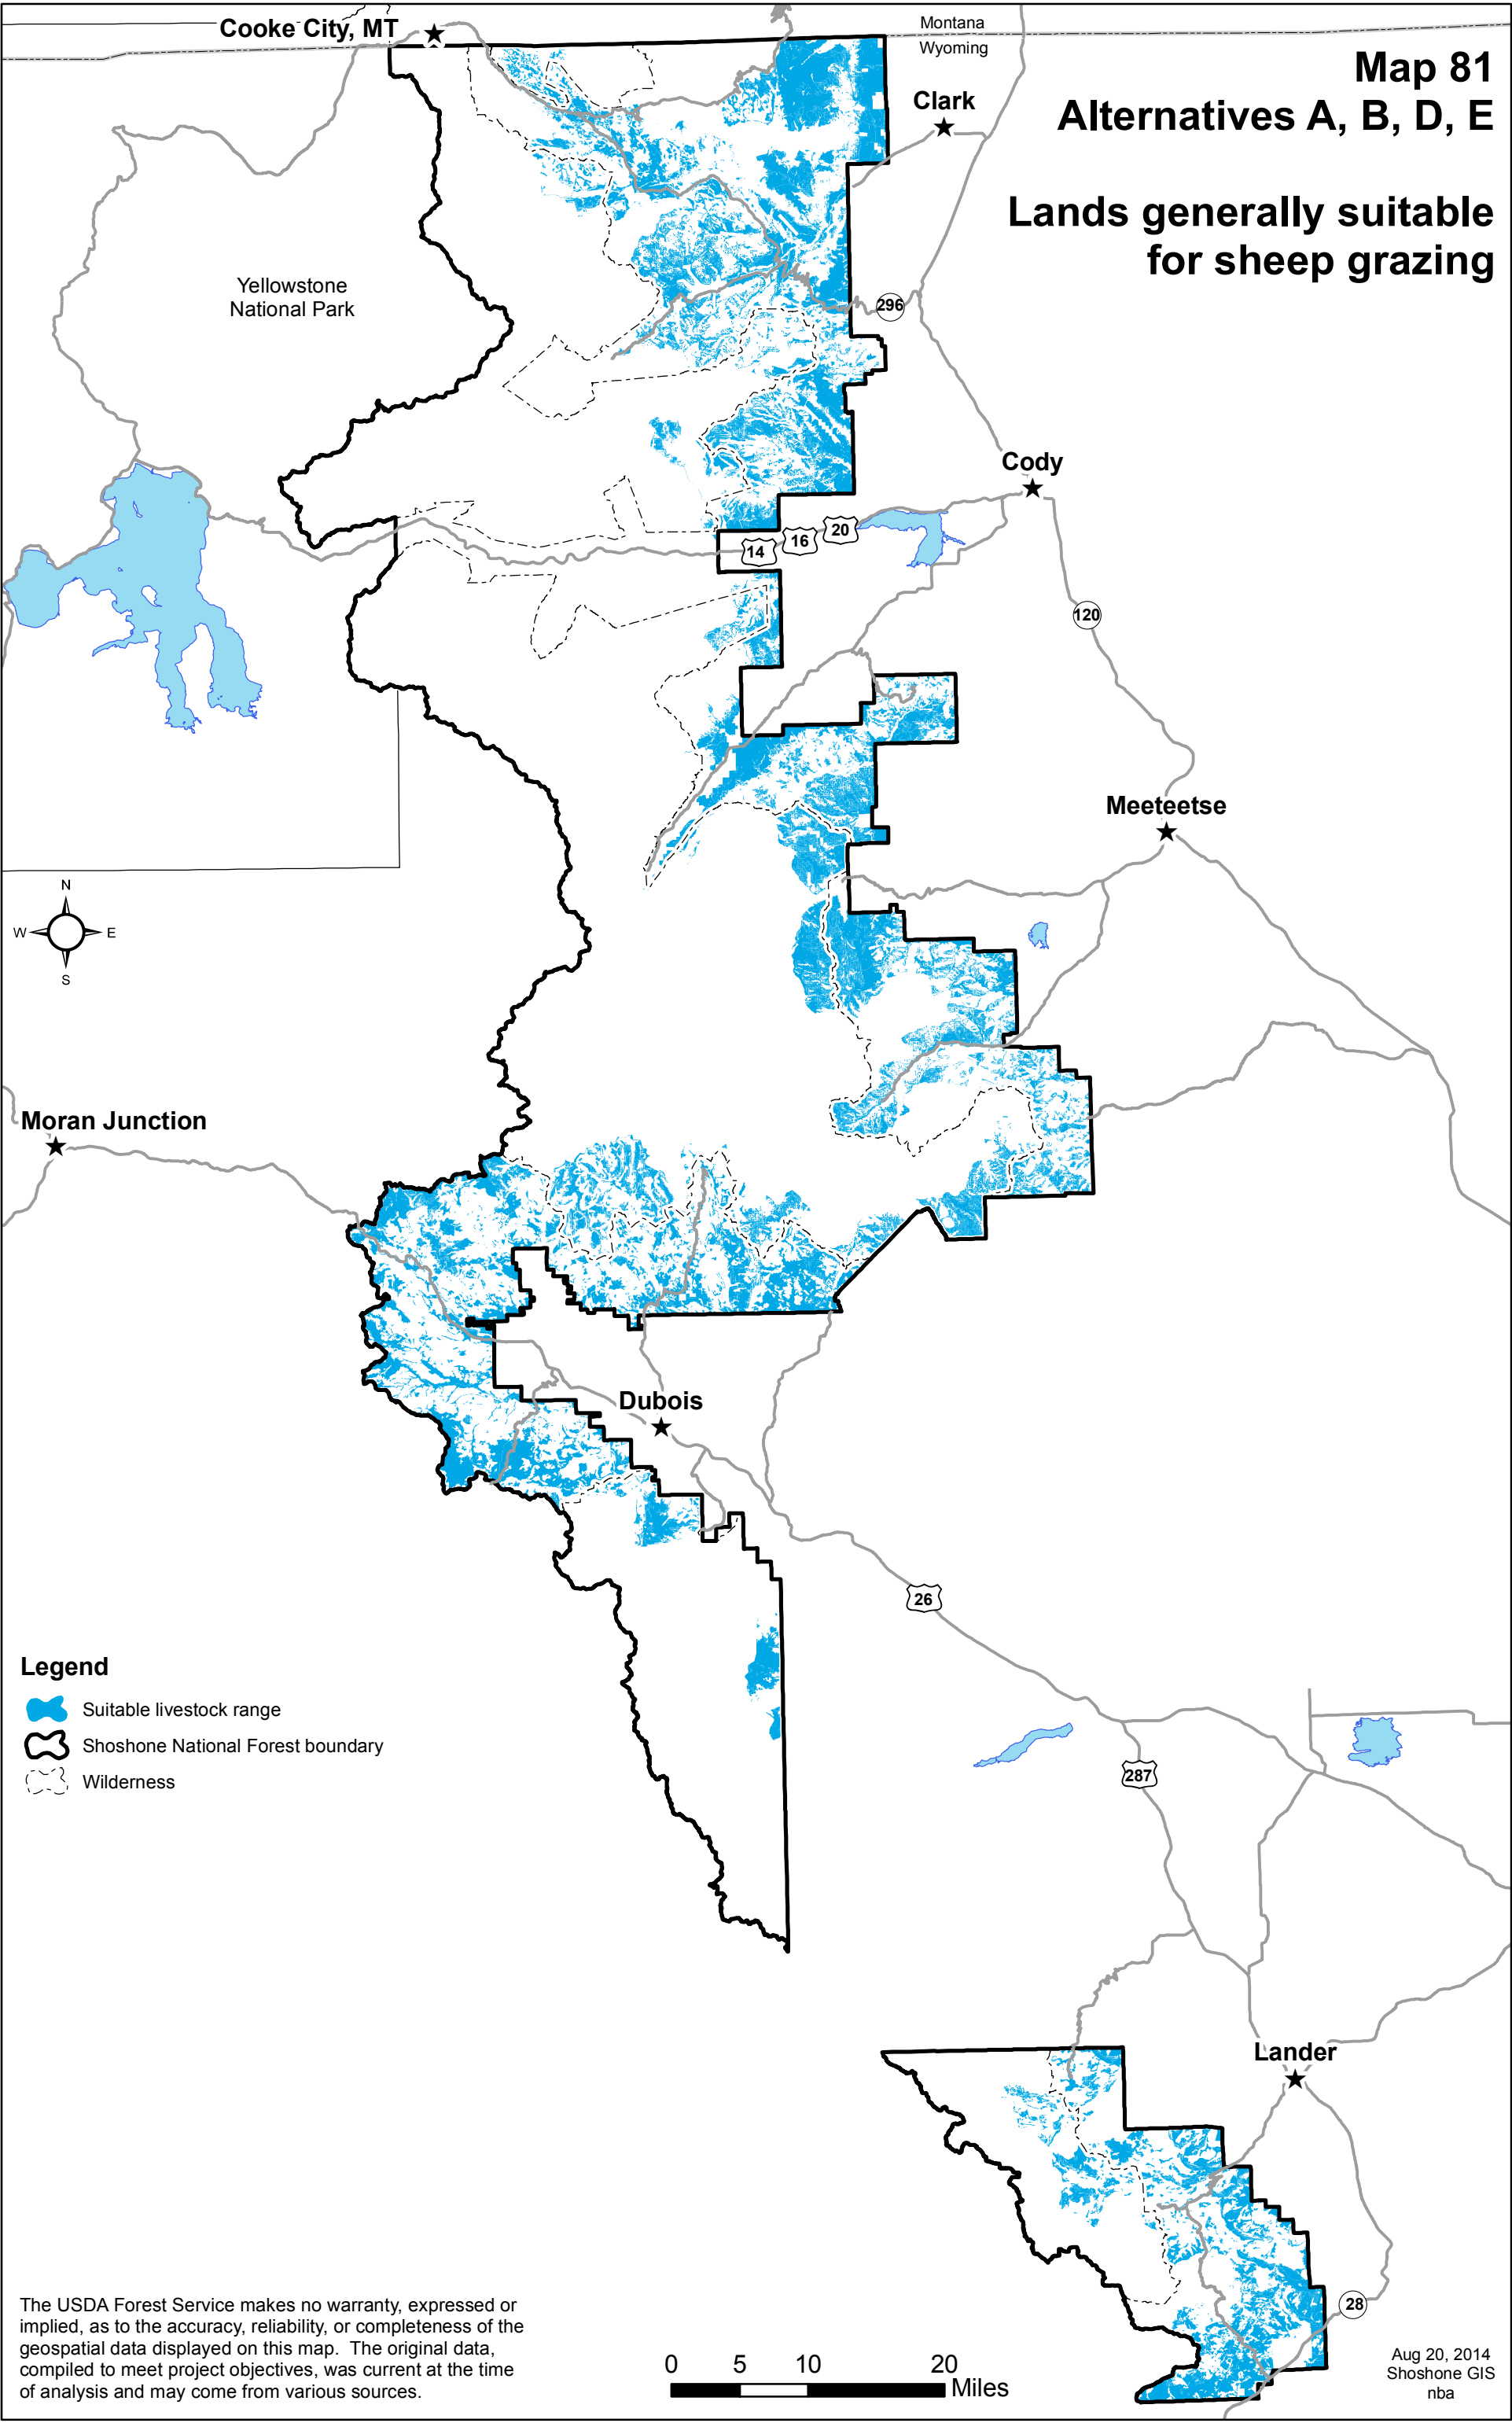 Cooke City, MT
Montana
Wyoming
Map 81
Alternatives A, B, D, E
Clark
Lands generally suitable
for sheep grazing
Yellowstone
National Park
296
Cody
14
16
20
120
Meeteetse
N
W
E
S
Moran Junction
Dubois
26
Legend
Suitable livestock range
Shoshone National Forest boundary
Wilderness
287
Lander
28
The USDA Forest Service makes no warranty, expressed or
implied, as to the accuracy, reliability, or completeness of the
geospatial data displayed on this map.  The original data,
compiled to meet project objectives, was current at the time
of analysis and may come from various sources.
0 5 10 20
Miles
Aug 20, 2014
Shoshone GIS
nba